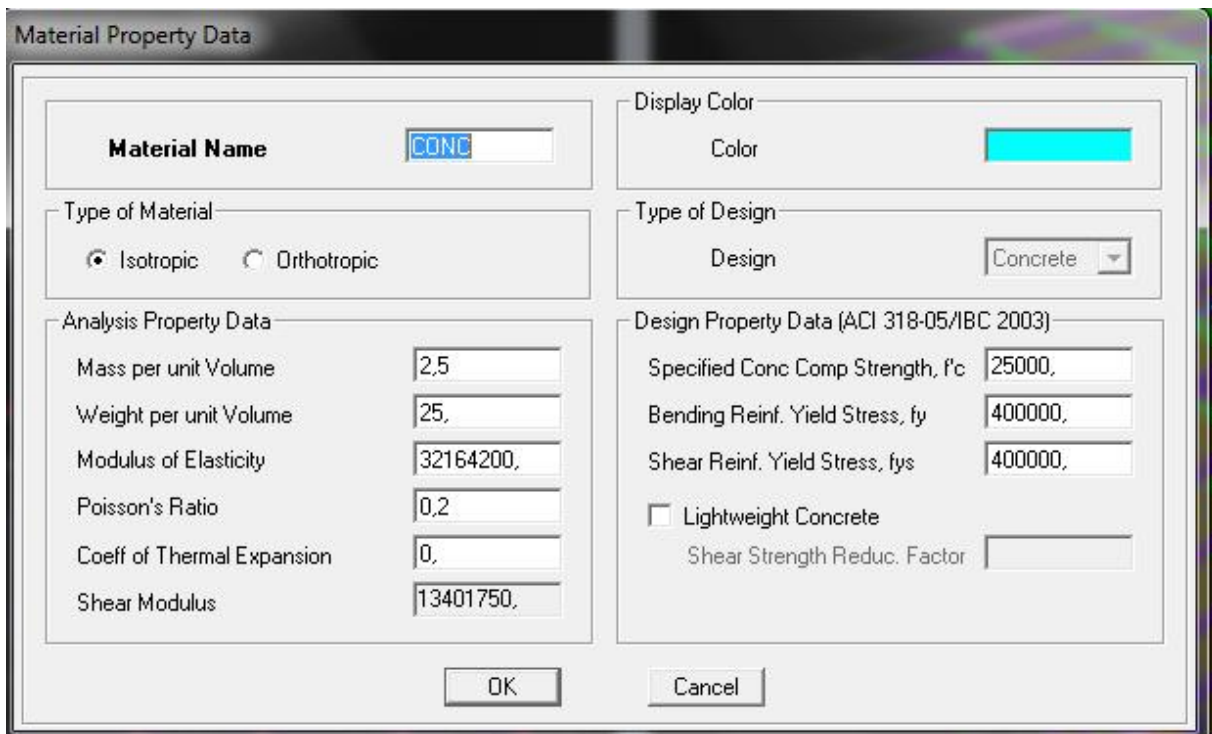 Material Property Data
Material Name CONC
Display Color
Color
Type of Material
Isotropic Orthotropic
Type of Design
Design Concrete
Analysis Property Data
Mass per unit Volume 2,5
Weight per unit Volume 25,
Modulus of Elasticity 32164200,
Poisson's Ratio 0,2
Coeff of Thermal Expansion 0,
Shear Modulus 13401750,
Design Property Data (ACI 318-05/IBC 2003)
Specified Conc Comp Strength, f'c 25000,
Bending Reinf. Yield Stress, fy 400000,
Shear Reinf. Yield Stress, fys 400000,
Lightweight Concrete
Shear Strength Reduc. Factor
OK Cancel